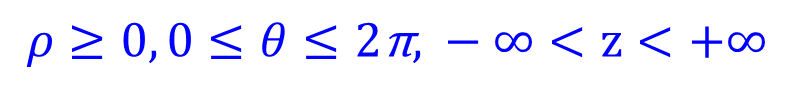 ρ ≥ 0, 0 ≤ θ ≤ 2π, − ∞ < z < +∞